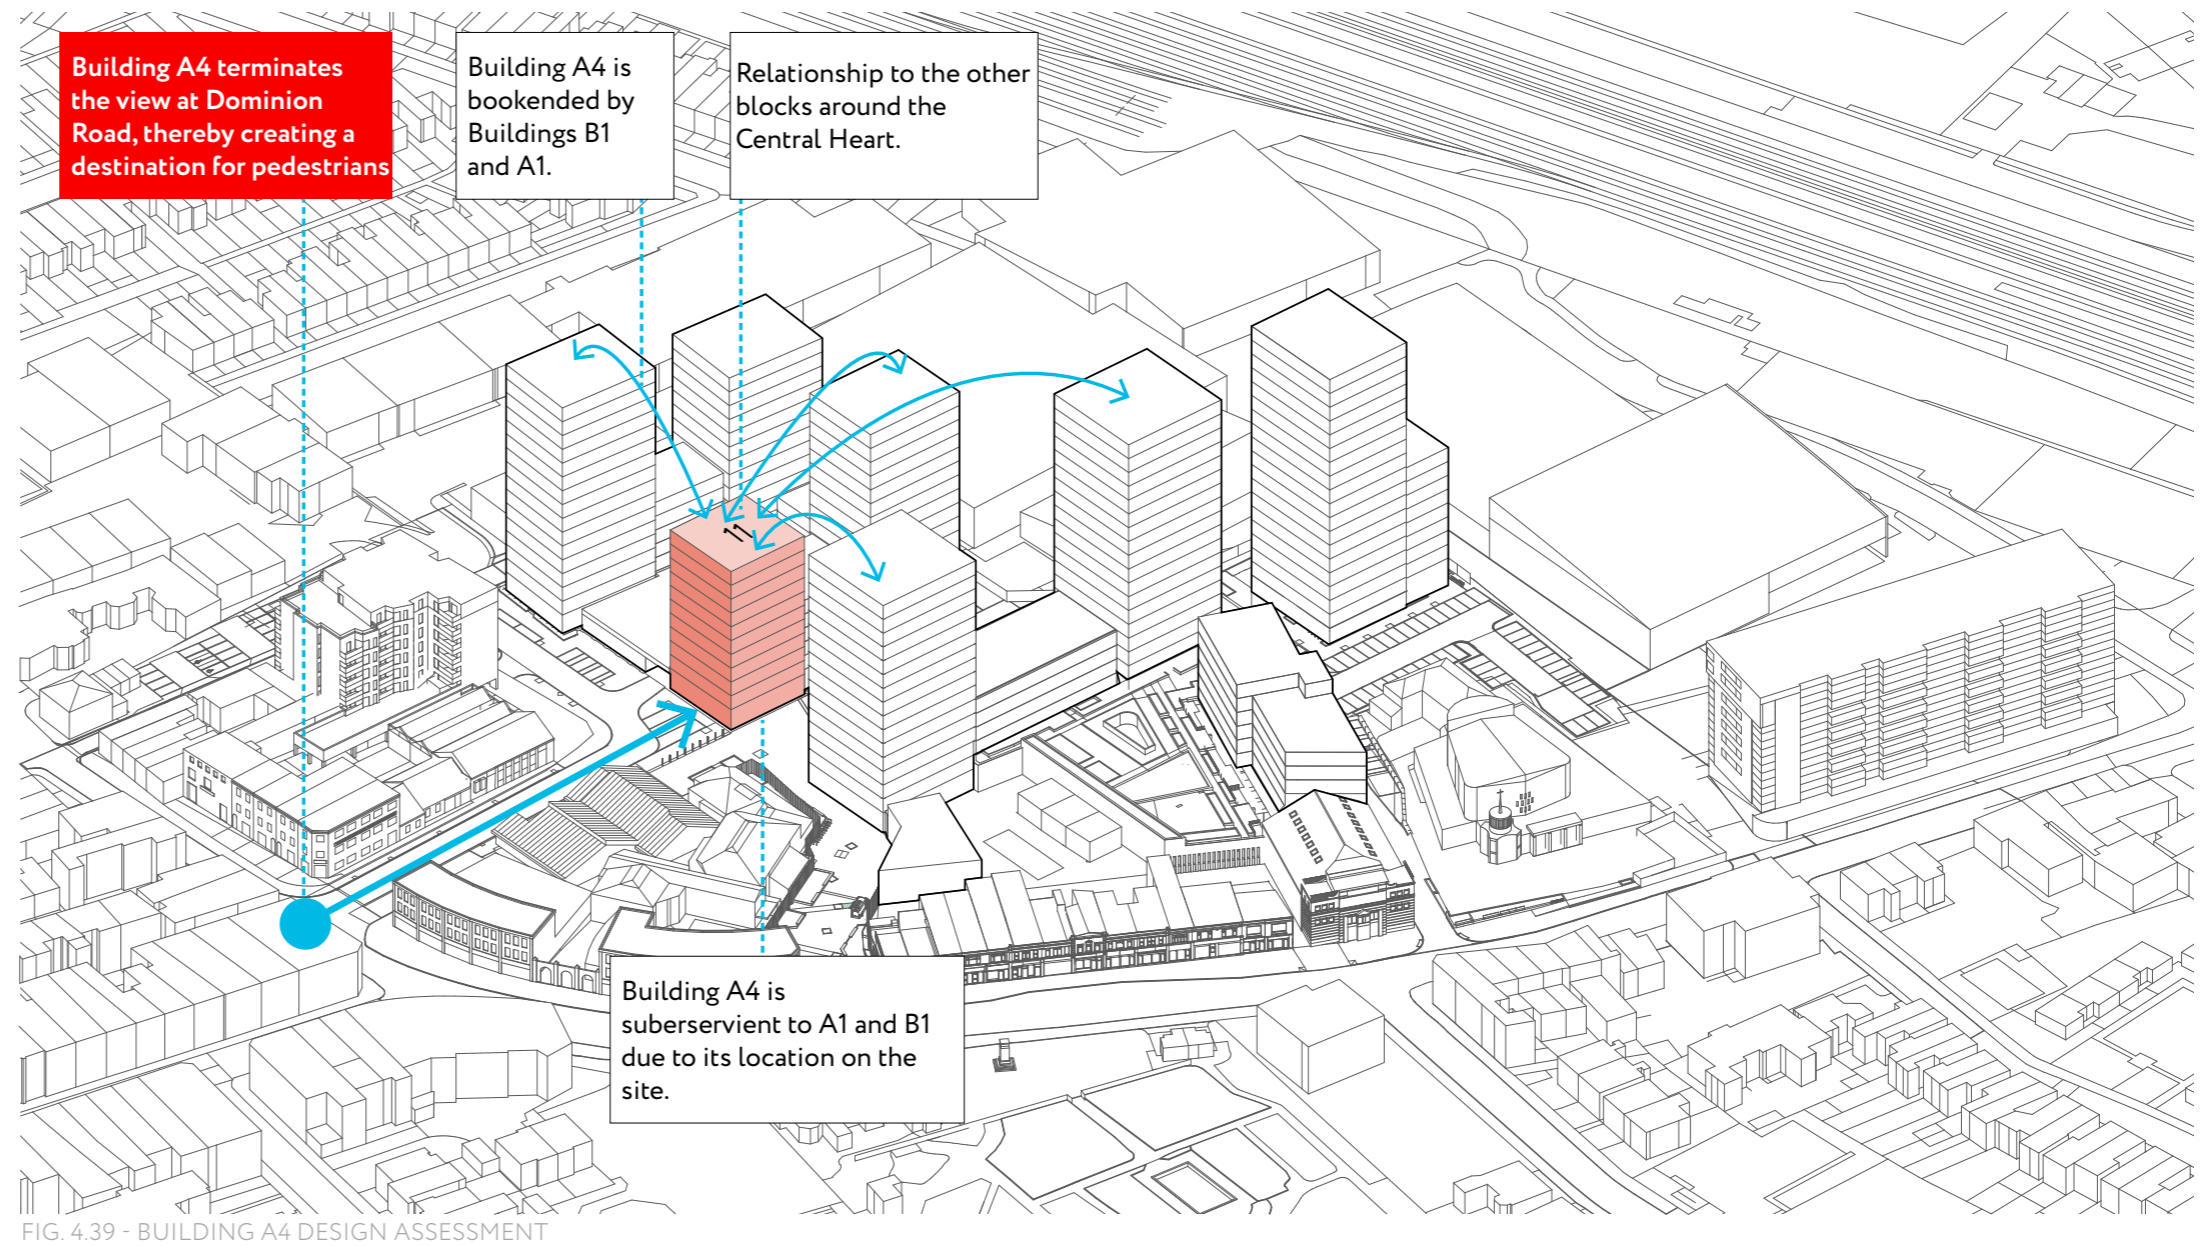 Building A4 terminates
the view at Dominion
Road, thereby creating a
destination for pedestrians
Building A4 is
bookended by
Buildings B1
and A1.
Relationship to the other
blocks around the
Central Heart.
11
Building A4 is
suberservient to A1 and B1
due to its location on the
site.
FIG. 4.39 - BUILDING A4 DESIGN ASSESSMENT